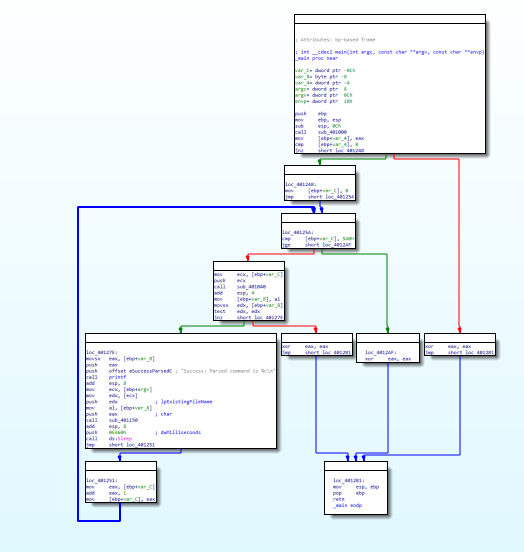 ; Attributes: bp-based frame
; int __cdecl main(int argc, const char **argv, const char **envp)
_main proc near
var_C= dword ptr -0Ch
var_8= byte ptr -8
var_4= dword ptr -4
argc= dword ptr 8
argv= dword ptr 0Ch
envp= dword ptr 10h
push ebp
mov ebp, esp
sub esp, 0Ch
call sub_401000
mov [ebp+var_4], eax
cmp [ebp+var_4], 0
jnz short loc_401248
loc_401248:
mov [ebp+var_C], 0
jmp short loc_40125A
loc_40125A:
cmp [ebp+var_C], 5A0h
jge short loc_4012AF
mov ecx, [ebp+var_C]
push ecx
call sub_401040
add esp, 4
mov [ebp+var_8], al
movsx edx, [ebp+var_8]
test edx, edx
jnz short loc_40127E
loc_40127E:
movsx eax, [ebp+var_8]
push eax
push offset aSuccessParsedC ; "Success: Parsed command is %c\n"
call printf
add esp, 8
mov ecx, [ebp+argv]
mov edx, [ecx]
push edx ; lpExistingFileName
mov al, [ebp+var_8]
push eax ; char
call sub_401150
add esp, 8
push 0EA60h ; dwMilliseconds
call ds:Sleep
jmp short loc_401251
xor eax, eax
jmp short loc_4012B1
loc_4012AF:
xor eax, eax
xor eax, eax
jmp short loc_4012B1
loc_401251:
mov eax, [ebp+var_C]
add eax, 1
mov [ebp+var_C], eax
loc_4012B1:
mov esp, ebp
pop ebp
retn
_main endp